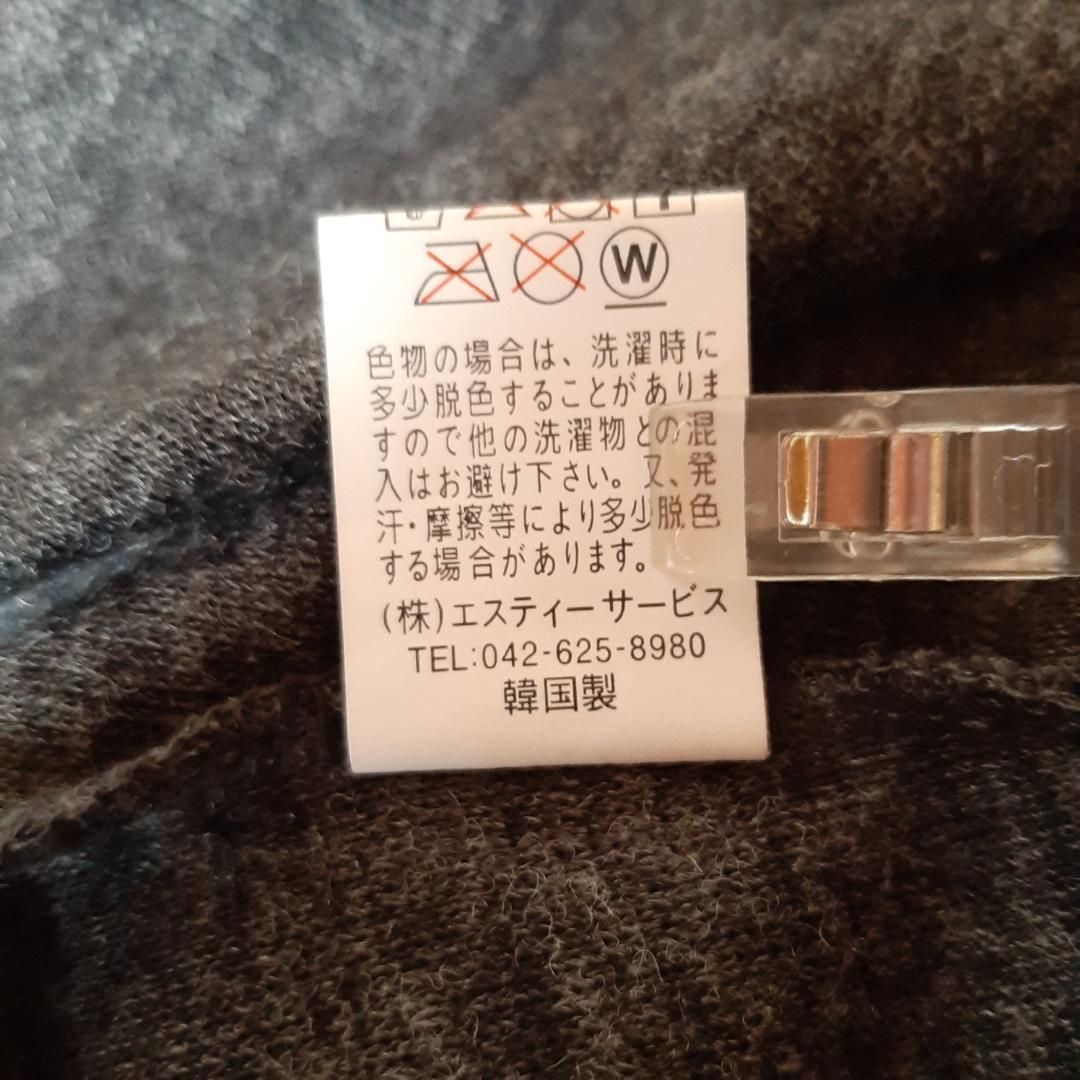 W
色物の場合は、洗濯時に
多少脱色することがありま
すので他の洗濯物との混
入はお避け下さい。又、発
汗・摩擦等により多少脱色
する場合があります。
(株)エスティーサービス
TEL:042-625-8980
韓国製